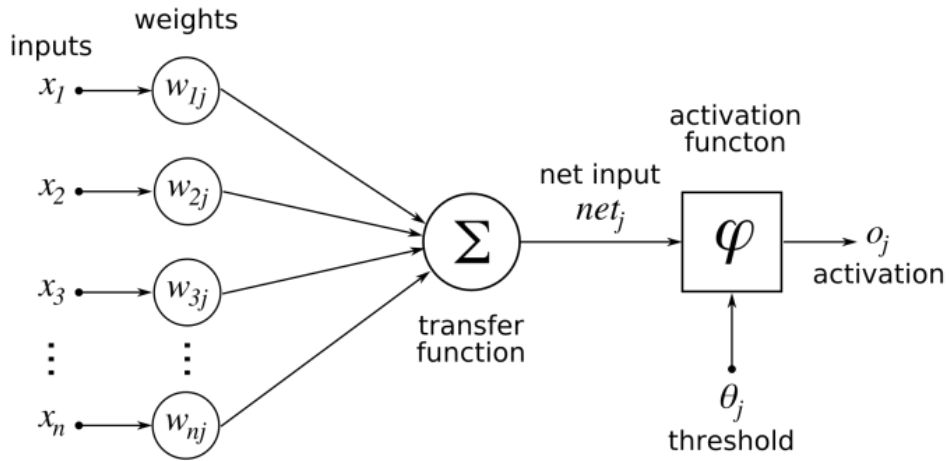 weights
inputs
x1
w1j
x2
w2j
x3
w3j
⋮
⋮
xn
wnj
Σ
transfer
function
net input
netj
activation
functon
φ
oj
activation
θj
threshold